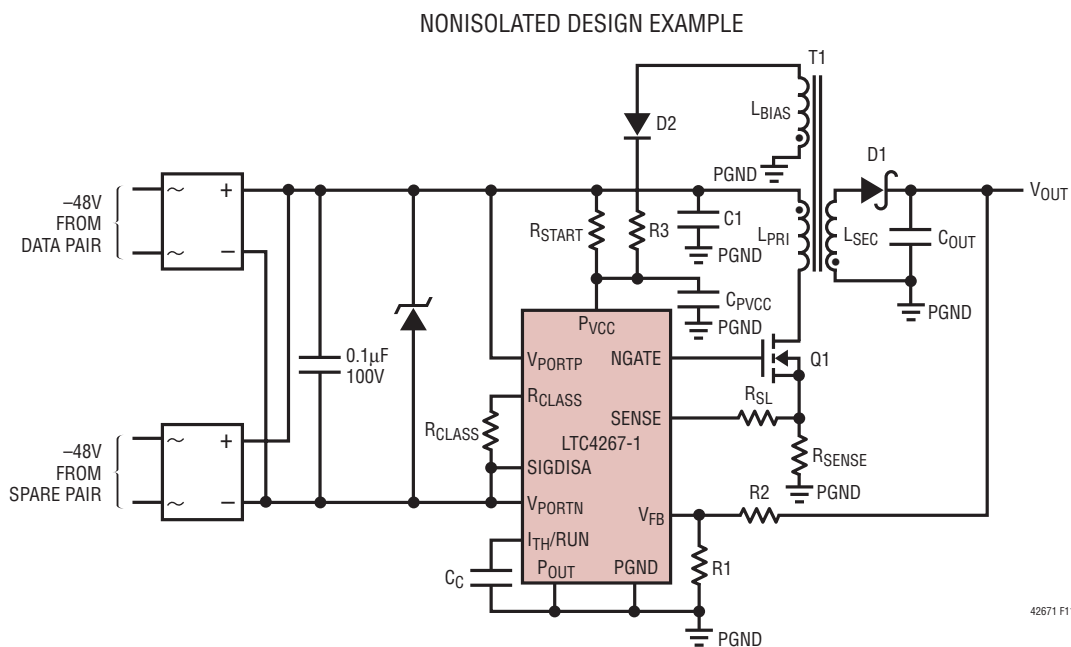 NONISOLATED DESIGN EXAMPLE
T1
LBIAS
D2
PGND
D1
–48V
FROM
DATA PAIR
~
~
+
–
VOUT
RSTART
R3
C1
PGND
LPRI
LSEC
COUT
PGND
CPVCC
PGND
0.1µF
100V
PVCC
VPORTP
NGATE
Q1
RCLASS
RCLASS
SENSE
RSL
LTC4267-1
RSENSE
PGND
–48V
FROM
SPARE PAIR
~
~
+
–
SIGDISA
VPORTN
VFB
R2
ITH/RUN
R1
CC
POUT
PGND
PGND
42671 F1